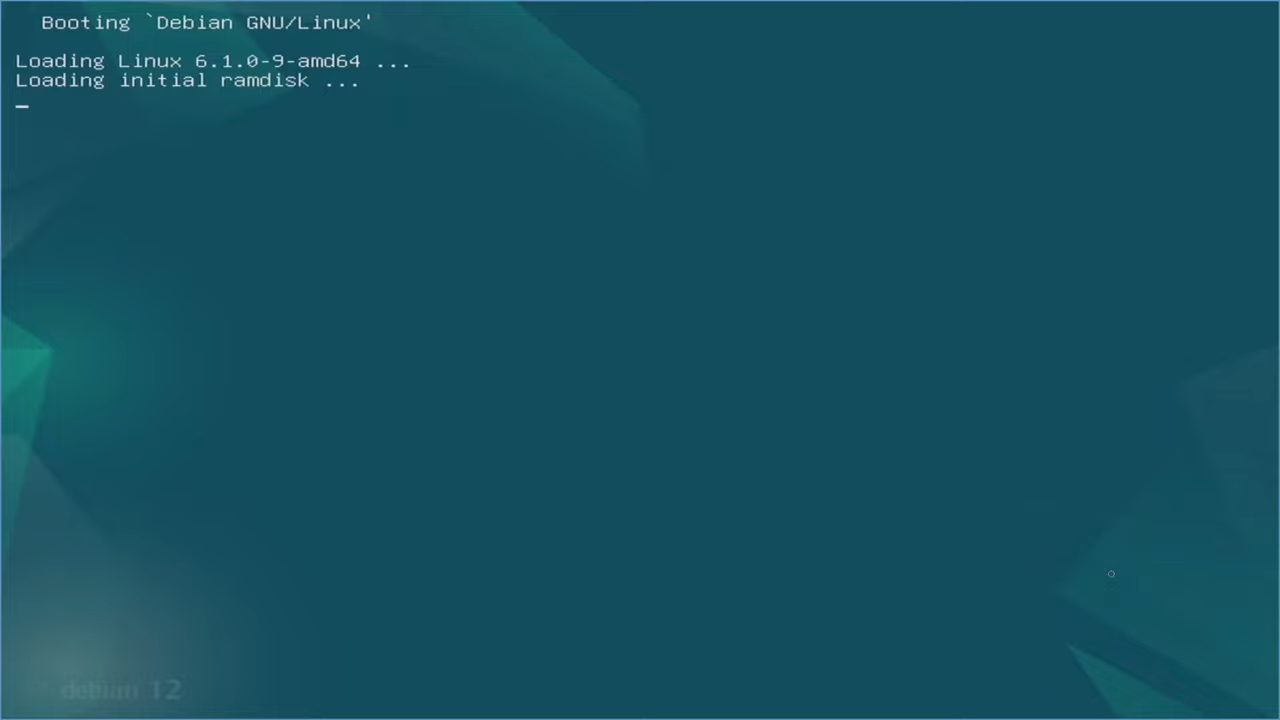 Booting `Debian GNU/Linux'
Loading Linux 6.1.0-9-amd64 ...
Loading initial ramdisk ...
debian 12